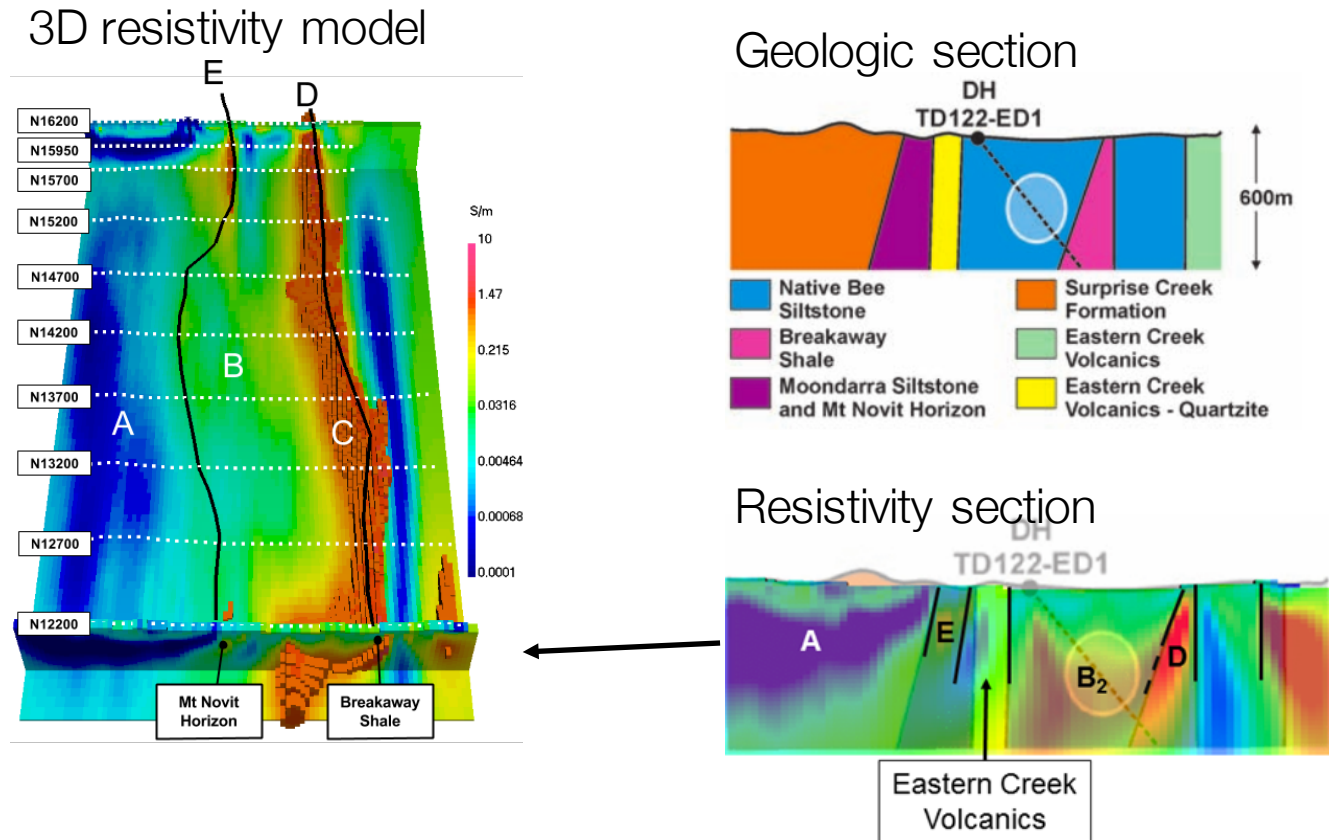 3D resistivity model
E
D
N16200
N15950
N15700
N15200
N14700
N14200
N13700
N13200
N12700
N12200
A
B
C
S/m
10
1.47
0.215
0.0316
0.00464
0.00068
0.0001
Mt Novit
Horizon
Breakaway
Shale
Geologic section
DH
TD122-ED1
600m
Native Bee
Siltstone
Breakaway
Shale
Moondarra Siltstone
and Mt Novit Horizon
Surprise Creek
Formation
Eastern Creek
Volcanics
Eastern Creek
Volcanics - Quartzite
Resistivity section
DH
TD122-ED1
A
E
B2
D
Eastern Creek
Volcanics